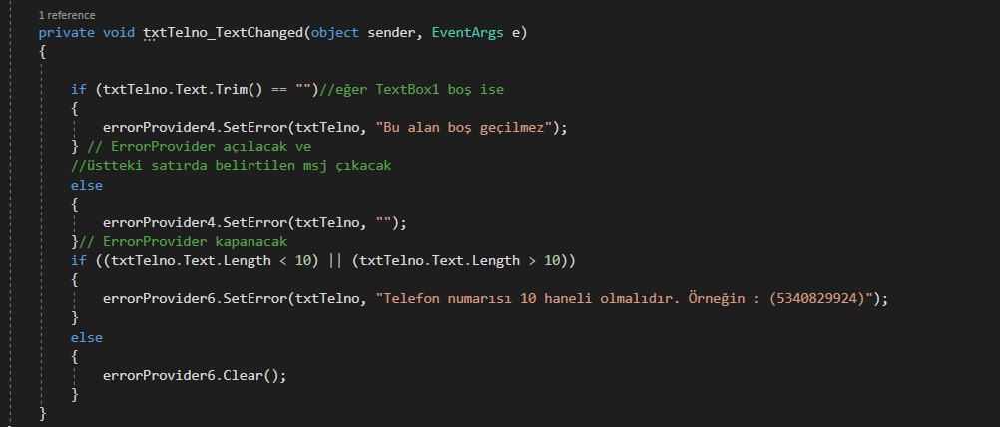 1 reference
private void txtTelno_TextChanged(object sender, EventArgs e)
{
if (txtTelno.Text.Trim() == "")//eğer TextBox1 boş ise
{
errorProvider4.SetError(txtTelno, "Bu alan boş geçilmez");
} // ErrorProvider açılacak ve
//üstteki satırda belirtilen msj çıkacak
else
{
errorProvider4.SetError(txtTelno, "");
}// ErrorProvider kapanacak
if ((txtTelno.Text.Length < 10) || (txtTelno.Text.Length > 10))
{
errorProvider6.SetError(txtTelno, "Telefon numarısı 10 haneli olmalıdır. Örneğin : (5340829924)");
}
else
{
errorProvider6.Clear();
}
}